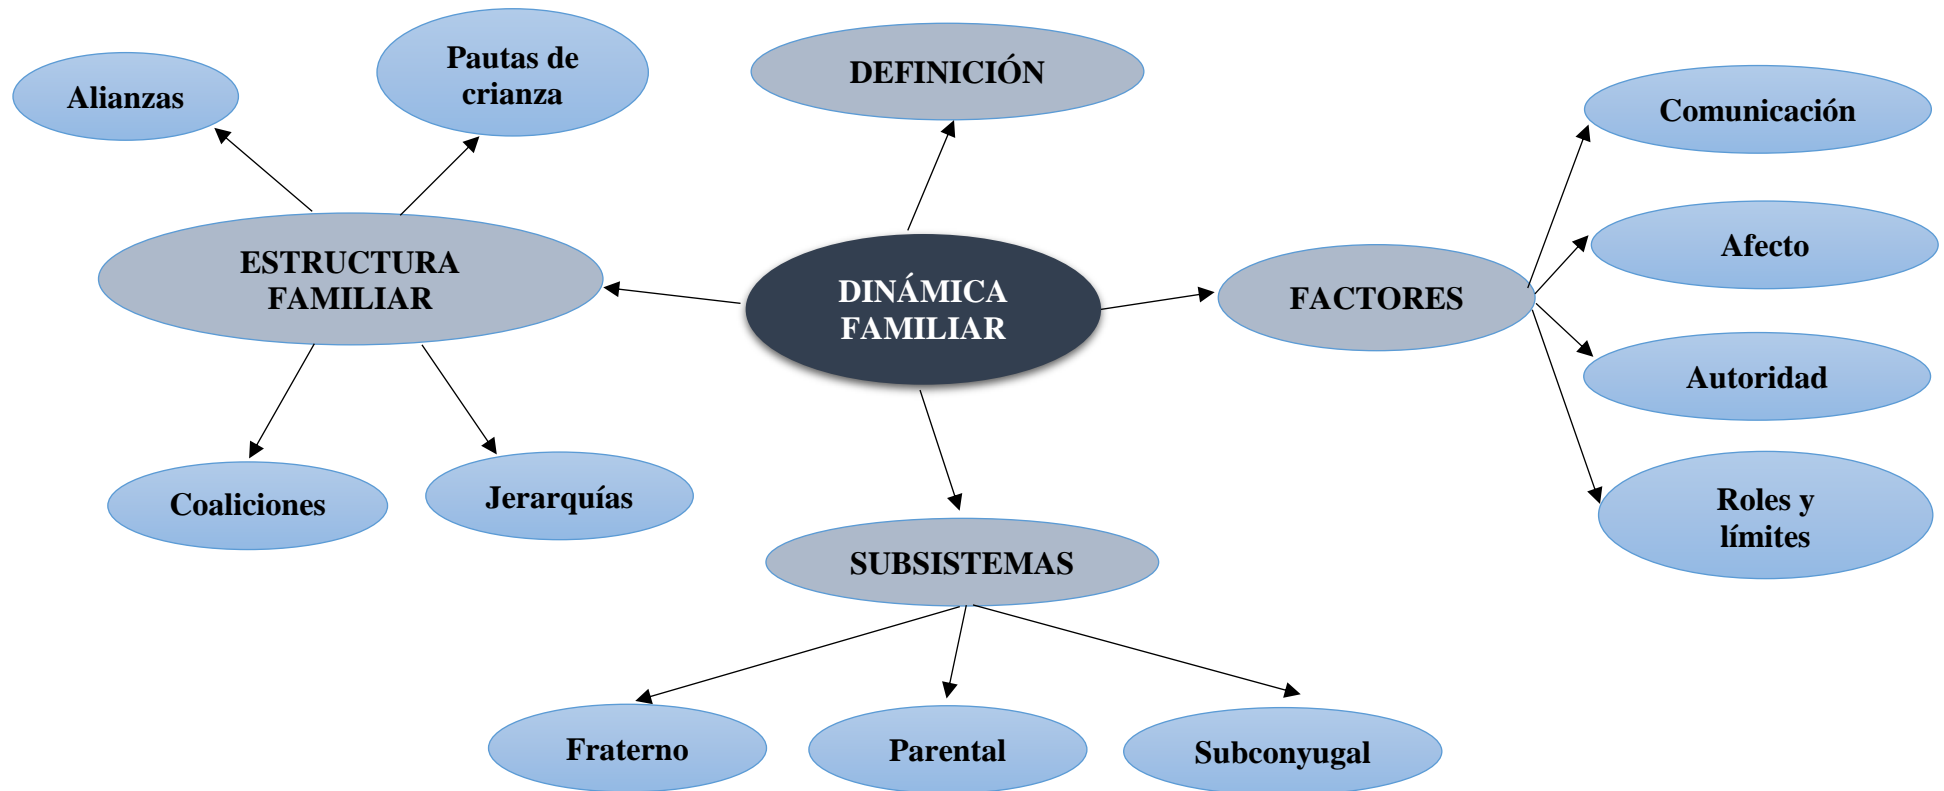 Alianzas
Pautas de
crianza
DEFINICIÓN
Comunicación
ESTRUCTURA
FAMILIAR
DINÁMICA
FAMILIAR
FACTORES
Afecto
Autoridad
Roles y
límites
Coaliciones
Jerarquías
SUBSISTEMAS
Fraterno
Parental
Subconyugal